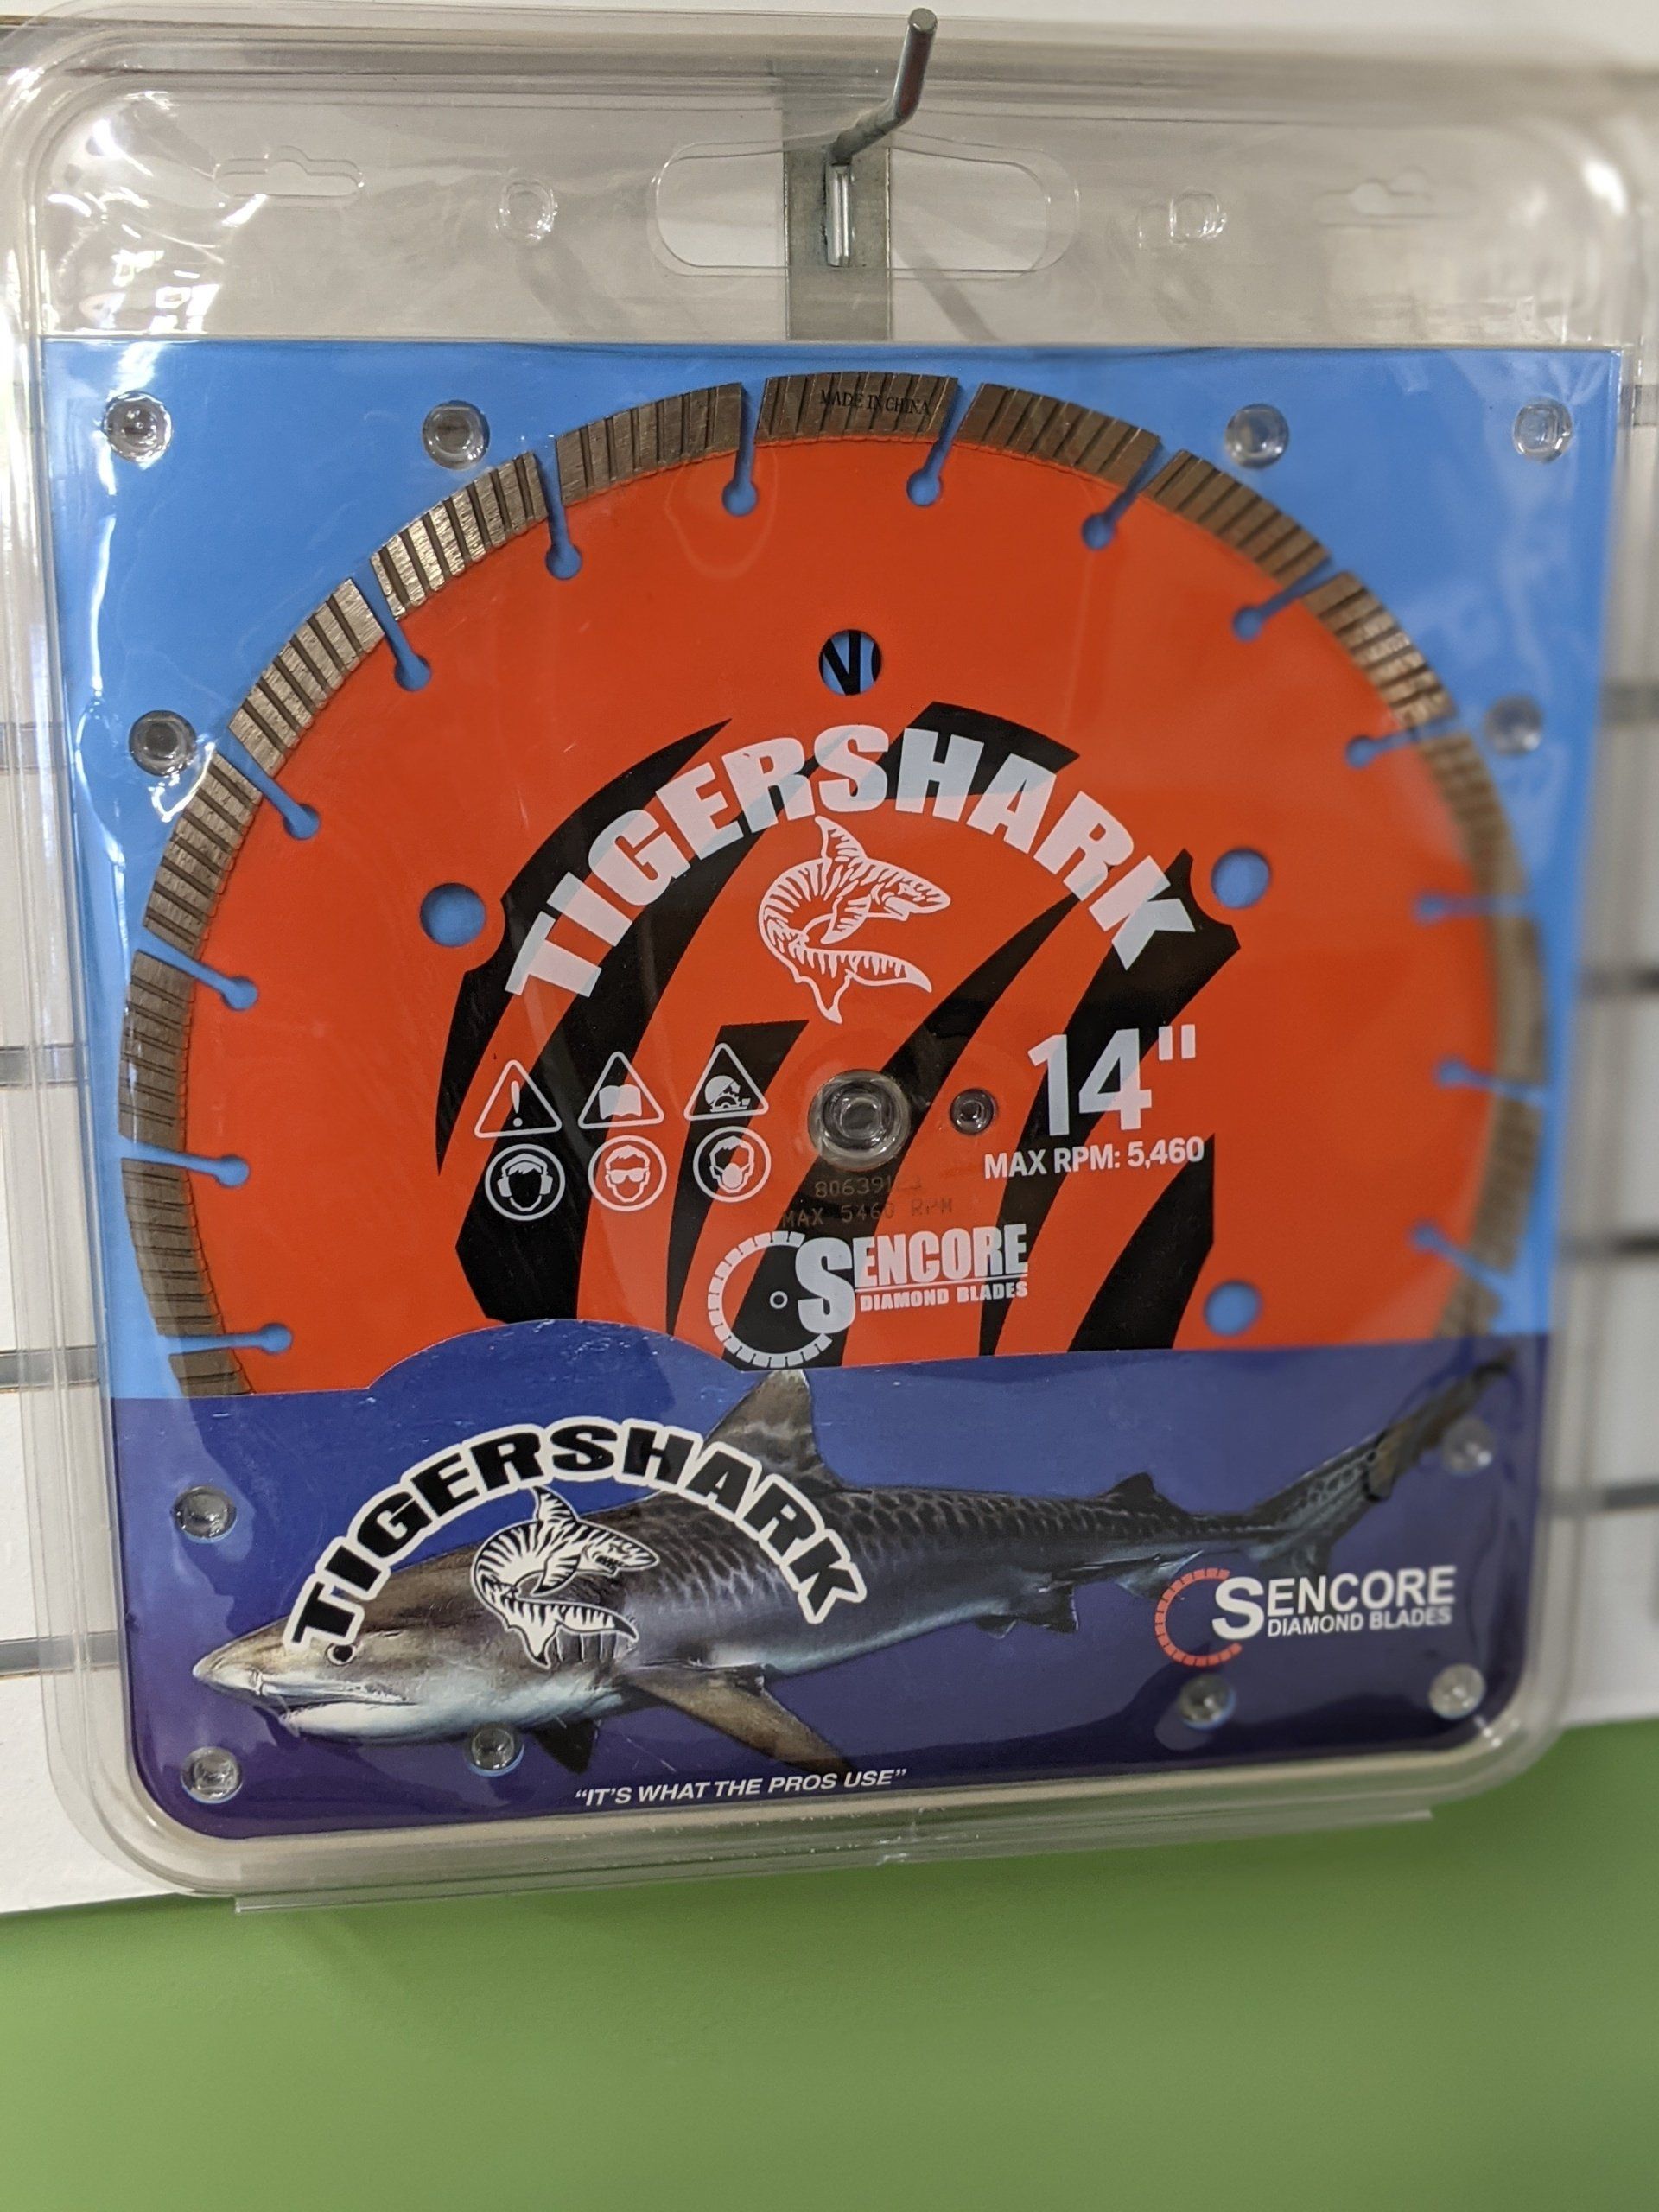 MADE IN CHINA
TIGERSHARK
14"
MAX RPM: 5,460
MAX 5460 RPM
SENCORE
DIAMOND BLADES
TIGERSHARK
SENCORE
DIAMOND BLADES
“IT'S WHAT THE PROS USE”